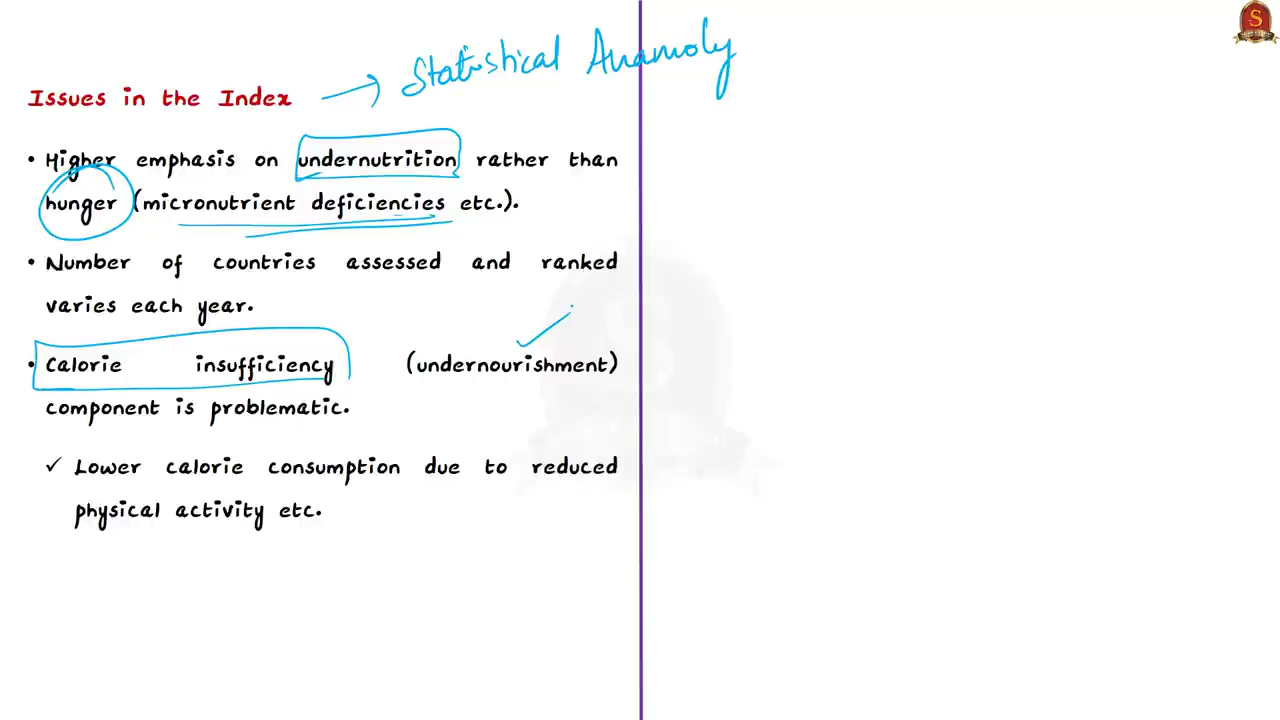 Issues in the Index → Statistical Anamoly
• Higher emphasis on undernutrition rather than
hunger (micronutrient deficiencies etc.).
• Number of countries assessed and ranked
varies each year.
• Calorie insufficiency (undernourishment)
component is problematic.
✓ Lower calorie consumption due to reduced
physical activity etc.
S